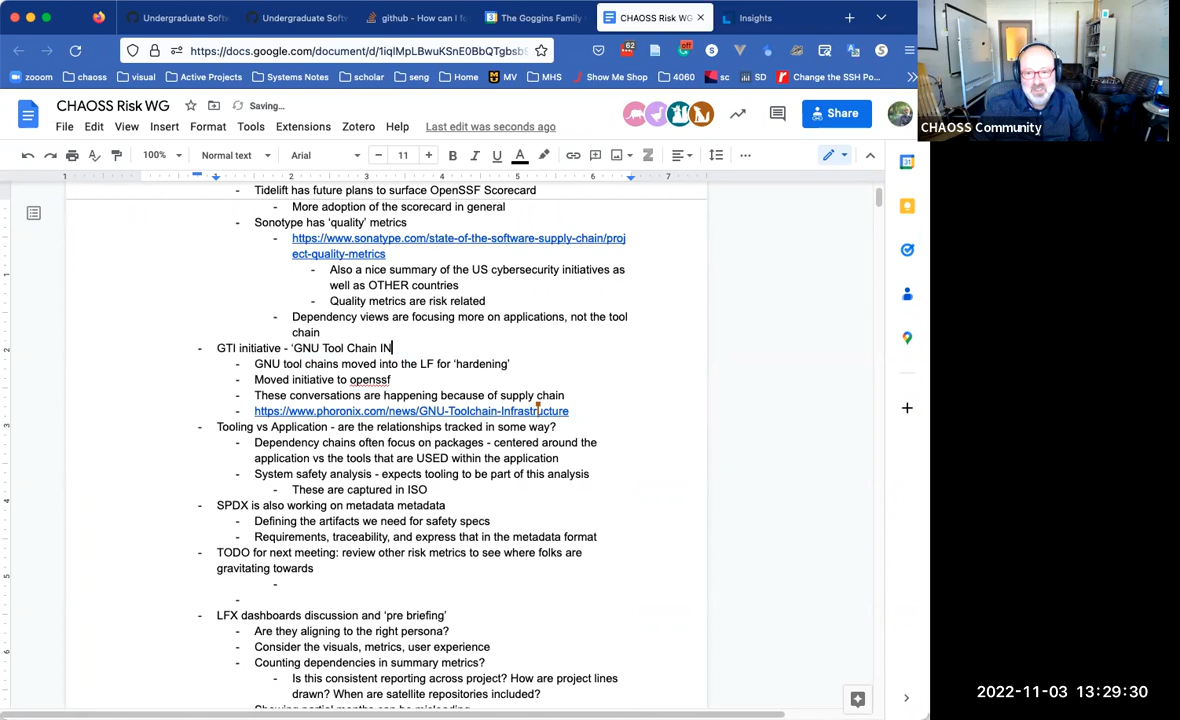 Undergraduate Softw
Undergraduate Softw
github - How can I fo
The Goggins Family
CHAOSS Risk WG
Insights
https://docs.google.com/document/d/1iqIMpLBwuKSnE0BbQTgbsb
62
off
zooom
chaoss
visual
Active Projects
Systems Notes
scholar
seng
Home
MV
MHS
Show Me Shop
4060
sc
SD
Change the SSH Po...
CHAOSS Risk WG
Saving...
File Edit View Insert Format Tools Extensions Zotero Help Last edit was seconds ago
Share
100% Normal text Arial 11
CHAOSS Community
- Tidelift has future plans to surface OpenSSF Scorecard
- More adoption of the scorecard in general
- Sonotype has ‘quality’ metrics
- https://www.sonatype.com/state-of-the-software-supply-chain/proj
ect-quality-metrics
- Also a nice summary of the US cybersecurity initiatives as
well as OTHER countries
- Quality metrics are risk related
- Dependency views are focusing more on applications, not the tool
chain
- GTI initiative - ‘GNU Tool Chain IN
- GNU tool chains moved into the LF for ‘hardening’
- Moved initiative to openssf
- These conversations are happening because of supply chain
- https://www.phoronix.com/news/GNU-Toolchain-Infrastructure
- Tooling vs Application - are the relationships tracked in some way?
- Dependency chains often focus on packages - centered around the
application vs the tools that are USED within the application
- System safety analysis - expects tooling to be part of this analysis
- These are captured in ISO
- SPDX is also working on metadata metadata
- Defining the artifacts we need for safety specs
- Requirements, traceability, and express that in the metadata format
- TODO for next meeting: review other risk metrics to see where folks are
gravitating towards
-
-
- LFX dashboards discussion and ‘pre briefing’
- Are they aligning to the right persona?
- Consider the visuals, metrics, user experience
- Counting dependencies in summary metrics?
- Is this consistent reporting across project? How are project lines
drawn? When are satellite repositories included?
- Showing partial months can be misleading
2022-11-03 13:29:30